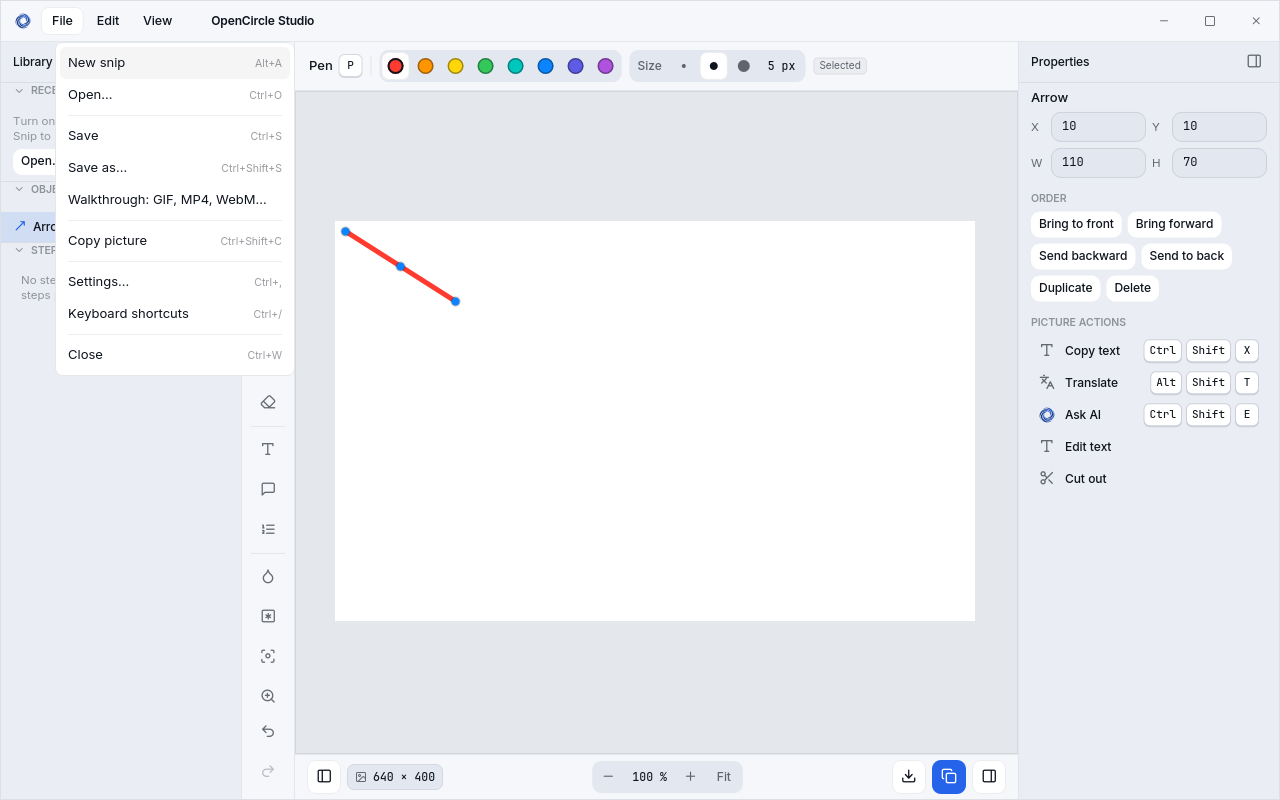 File Edit View OpenCircle Studio
Library
New snip Alt+A
Open... Ctrl+O
Save Ctrl+S
Save as... Ctrl+Shift+S
Walkthrough: GIF, MP4, WebM...
Copy picture Ctrl+Shift+C
Settings... Ctrl+,
Keyboard shortcuts Ctrl+/
Close Ctrl+W
Turn on
Snip to
Open.
No ste
steps
Pen P Size 5 px Selected
640 × 400 100 % Fit
Properties
Arrow
X 10 Y 10
W 110 H 70
ORDER
Bring to front Bring forward
Send backward Send to back
Duplicate Delete
PICTURE ACTIONS
Copy text Ctrl Shift X
Translate Alt Shift T
Ask AI Ctrl Shift E
Edit text
Cut out